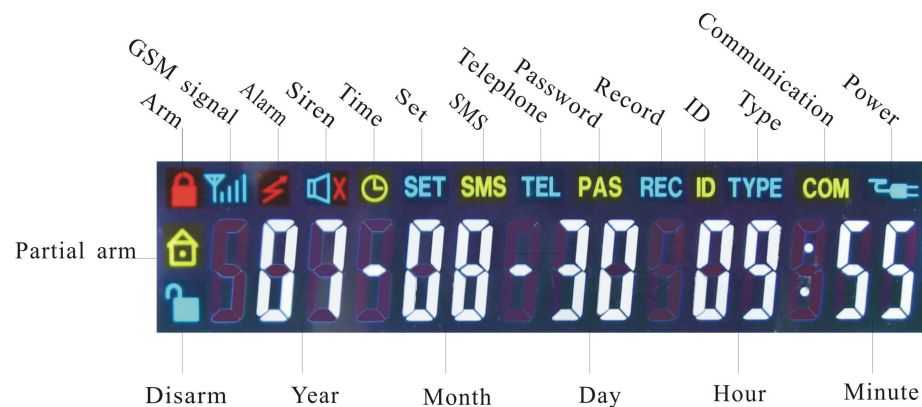 Arm
GSM signal
Alarm
Siren
Time
Set
SMS
Telephone
Password
Record
ID
Type
Communication
Power
SET SMS TEL PAS REC ID TYPE COM
Partial arm
07-08-30 09:55
Disarm Year Month Day Hour Minute